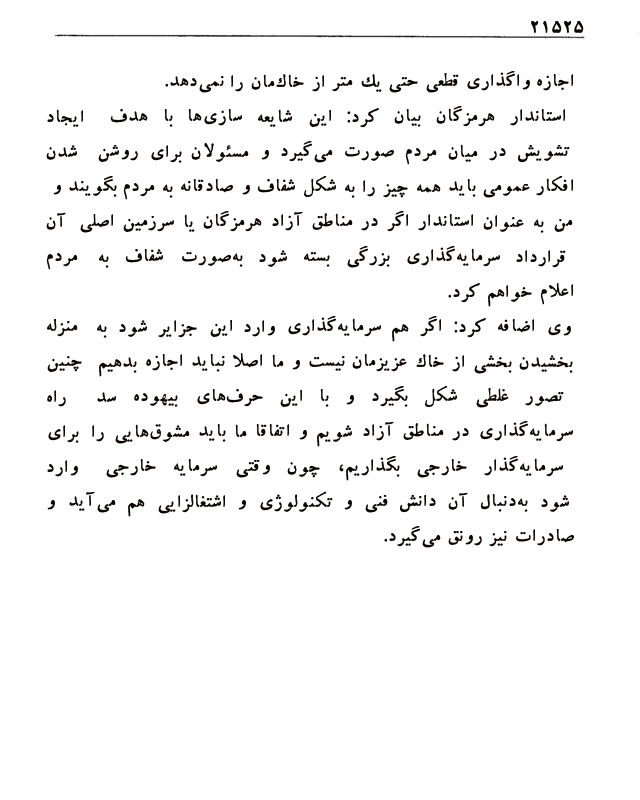 ۲۱۵۲۵
اجازه واگذاری قطعی حتی یك متر از خاك‌مان را نمی‌دهد.
استاندار هرمزگان بیان کرد: این شایعه سازی‌ها با هدف ایجاد
تشویش در میان مردم صورت می‌گیرد و مسئولان برای روشن شدن
افکار عمومی باید همه چیز را به شکل شفاف و صادقانه به مردم بگویند و
من به عنوان استاندار اگر در مناطق آزاد هرمزگان یا سرزمین اصلی آن
قرارداد سرمایه‌گذاری بزرگی بسته شود به‌صورت شفاف به مردم
اعلام خواهم کرد.
وی اضافه کرد: اگر هم سرمایه‌گذاری وارد این جزایر شود به منزله
بخشیدن بخشی از خاك عزیزمان نیست و ما اصلا نباید اجازه بدهیم چنین
تصور غلطی شکل بگیرد و با این حرف‌های بیهوده سد راه
سرمایه‌گذاری در مناطق آزاد شویم و اتفاقا ما باید مشوق‌هایی را برای
سرمایه‌گذار خارجی بگذاریم، چون وقتی سرمایه خارجی وارد
شود به‌دنبال آن دانش فنی و تکنولوژی و اشتغالزایی هم می‌آید و
صادرات نیز رونق می‌گیرد.